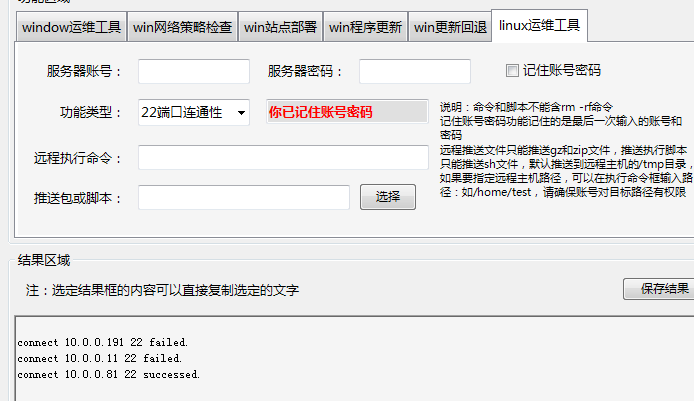 功能区域
window运维工具 win网络策略检查 win站点部署 win程序更新 win更新回退 linux运维工具
服务器账号： 服务器密码： 记住账号密码
功能类型： 22端口连通性 你已记住账号密码
说明：命令和脚本不能含rm -rf命令
记住账号密码功能记住的是最后一次输入的账号和
密码
远程推送文件只能推送gz和zip文件，推送执行脚本
只能推送sh文件，默认推送到远程主机的/tmp目录，
如果要指定远程主机路径，可以在执行命令框输入路
径：如/home/test，请确保账号对目标路径有权限
远程执行命令：
推送包或脚本： 选择
结果区域
注：选定结果框的内容可以直接复制选定的文字 保存结果
connect 10.0.0.191 22 failed.
connect 10.0.0.11 22 failed.
connect 10.0.0.81 22 successed.